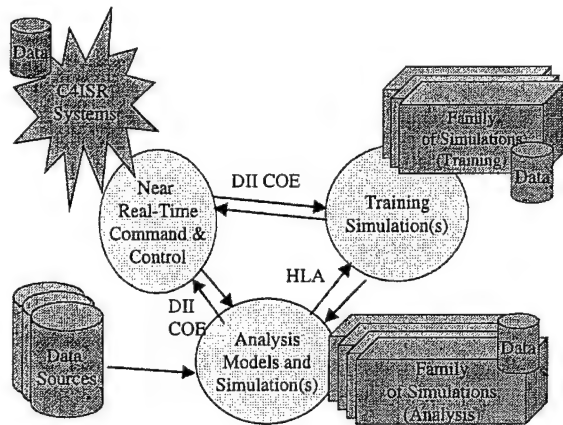 Data
C4ISR
Systems
Family
of Simulations
(Training)
Data
Near
Real-Time
Command &
Control
DII COE
Training
Simulation(s)
HLA
DII
COE
Data
Sources
Analysis
Models and
Simulation(s)
Data
Family
of Simulations
(Analysis)